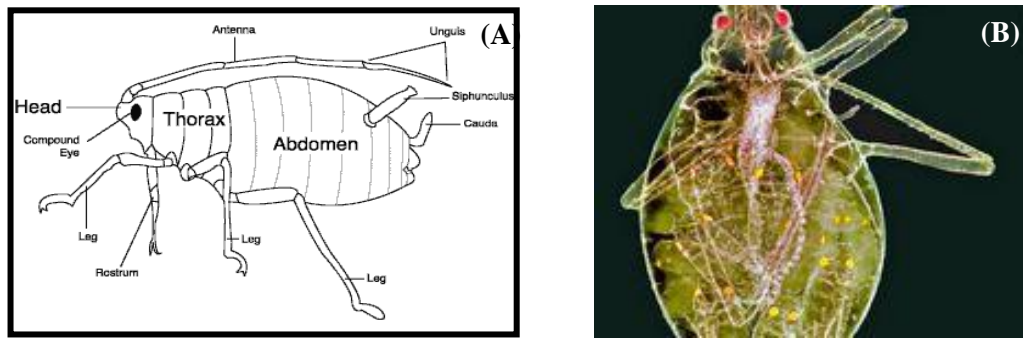 Antenna
Unguis
(A)
(B)
Siphunculus
Head
Thorax
Cauda
Compound
Eye
Abdomen
Leg
Leg
Rostrum
Leg